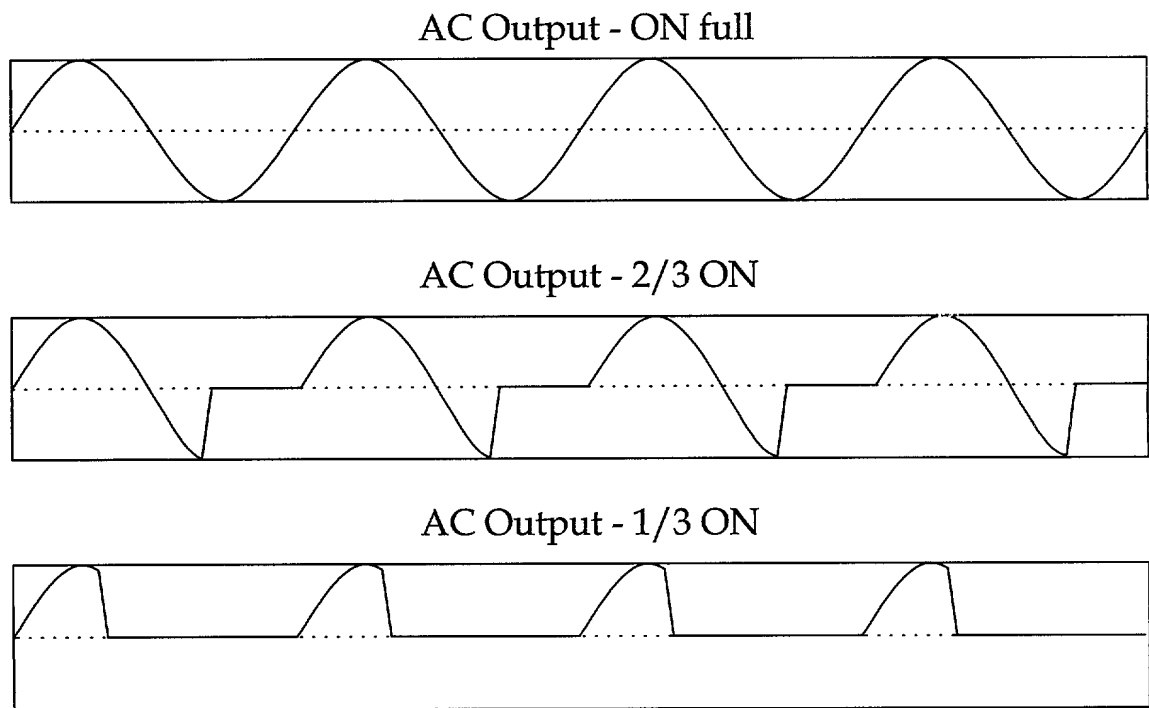 AC Output - ON full
AC Output - 2/3 ON
AC Output - 1/3 ON